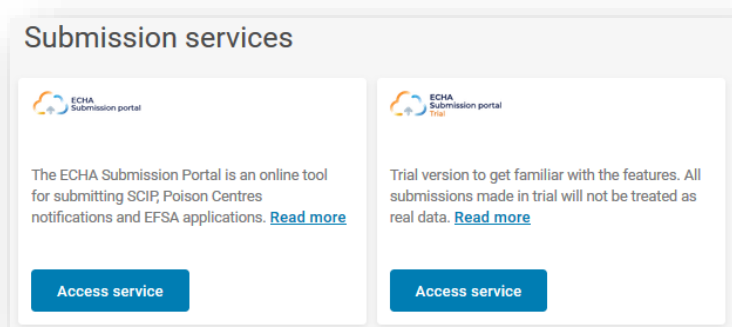 Submission services
ECHA
Submission portal
The ECHA Submission Portal is an online tool
for submitting SCIP, Poison Centres
notifications and EFSA applications. Read more
Access service
ECHA
Submission portal
Trial
Trial version to get familiar with the features. All
submissions made in trial will not be treated as
real data. Read more
Access service